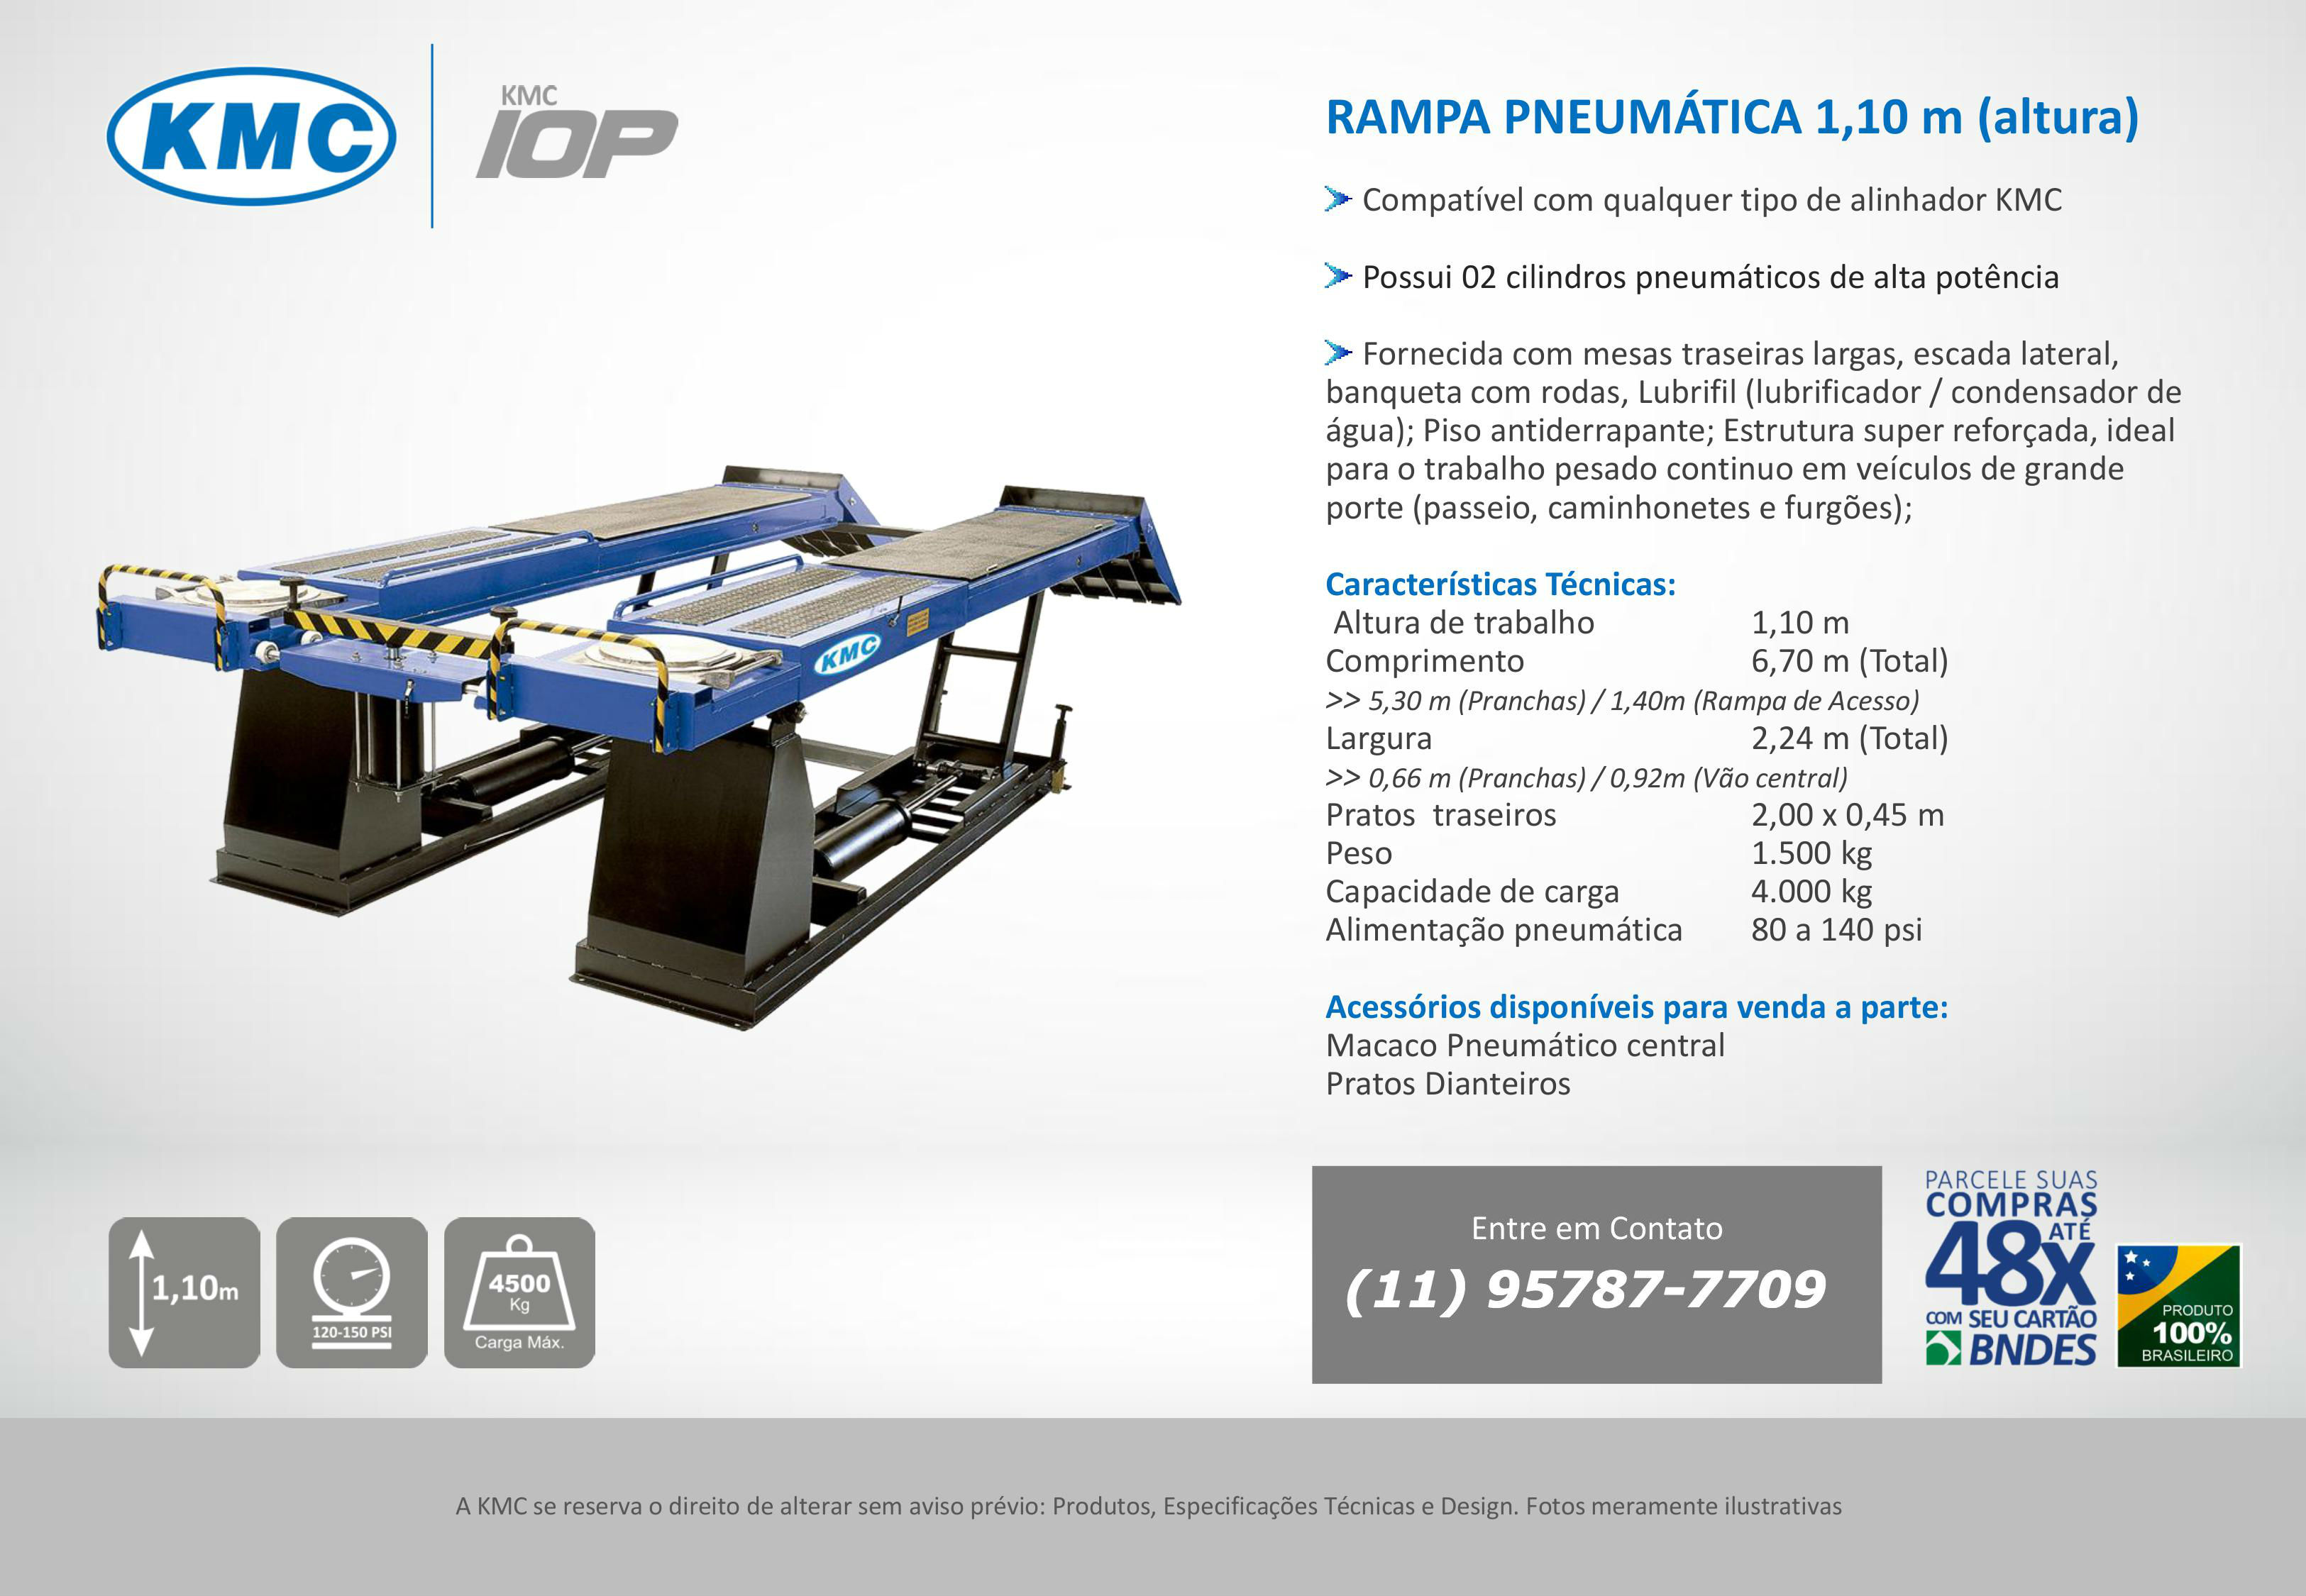 KMC
KMC
IOP
RAMPA PNEUMÁTICA 1,10 m (altura)
Compatível com qualquer tipo de alinhador KMC
Possui 02 cilindros pneumáticos de alta potência
Fornecida com mesas traseiras largas, escada lateral,
banqueta com rodas, Lubrifil (lubrificador / condensador de
água); Piso antiderrapante; Estrutura super reforçada, ideal
para o trabalho pesado continuo em veículos de grande
porte (passeio, caminhonetes e furgões);
Características Técnicas:
Altura de trabalho 1,10 m
Comprimento 6,70 m (Total)
>> 5,30 m (Pranchas) / 1,40m (Rampa de Acesso)
Largura 2,24 m (Total)
>> 0,66 m (Pranchas) / 0,92m (Vão central)
Pratos traseiros 2,00 x 0,45 m
Peso 1.500 kg
Capacidade de carga 4.000 kg
Alimentação pneumática 80 a 140 psi
Acessórios disponíveis para venda a parte:
Macaco Pneumático central
Pratos Dianteiros
KMC
1,10m
120-150 PSI
4500
Kg
Carga Máx.
Entre em Contato
(11) 95787-7709
PARCELE SUAS
COMPRAS
ATÉ
48x
COM SEU CARTÃO
BNDES
PRODUTO
100%
BRASILEIRO
A KMC se reserva o direito de alterar sem aviso prévio: Produtos, Especificações Técnicas e Design. Fotos meramente ilustrativas